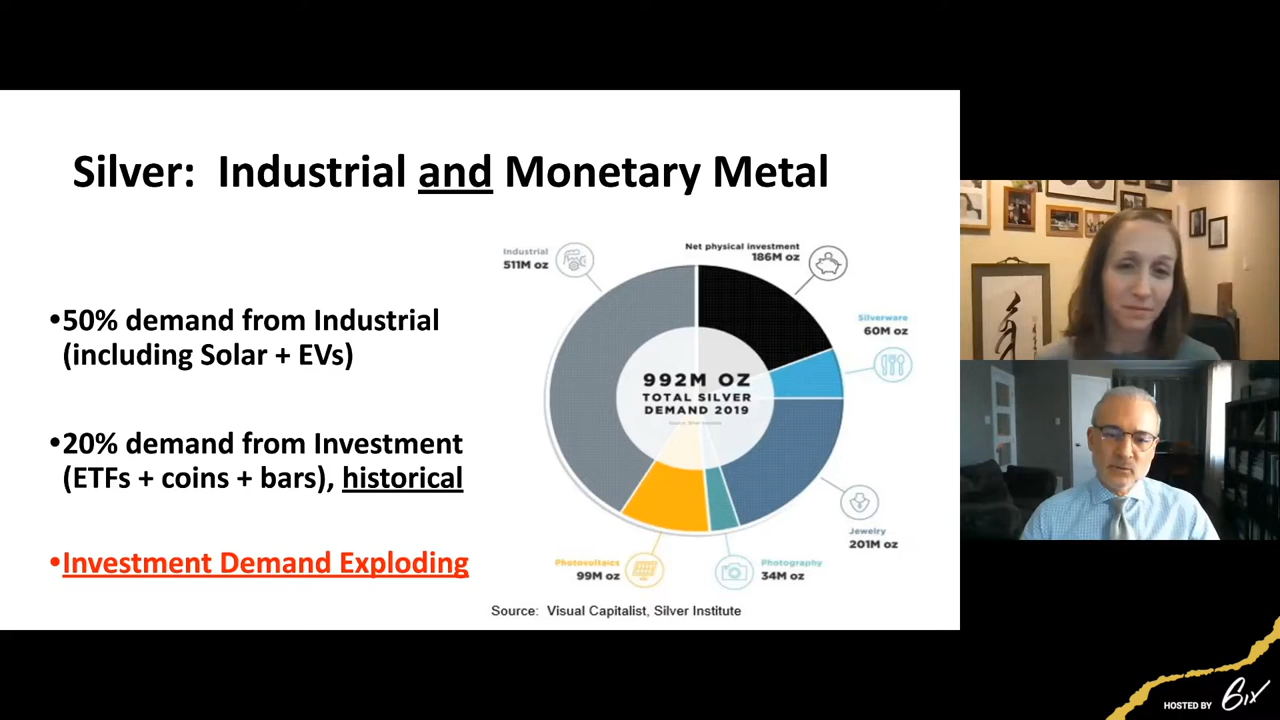 Silver: Industrial and Monetary Metal
•50% demand from Industrial
(including Solar + EVs)
•20% demand from Investment
(ETFs + coins + bars), historical
•Investment Demand Exploding
Industrial
511M oz
Net physical investment
186M oz
Silverware
60M oz
992M OZ
TOTAL SILVER
DEMAND 2019
Jewelry
201M oz
Photovoltaics
99M oz
Photography
34M oz
Source: Visual Capitalist, Silver Institute
HOSTED BY 6ix